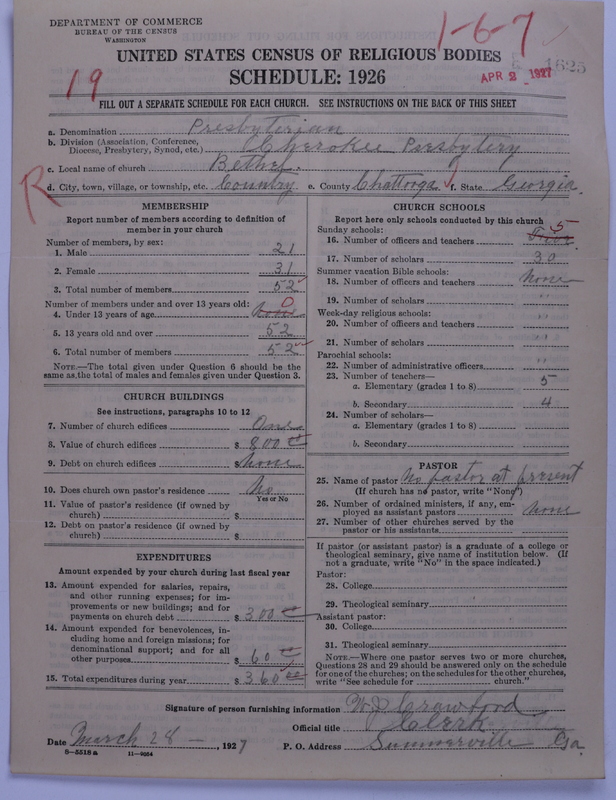 DEPARTMENT OF COMMERCE
BUREAU OF THE CENSUS
WASHINGTON
1-6-7
UNITED STATES CENSUS OF RELIGIOUS BODIES
SCHEDULE: 1926
19
APR 2 1927
1625
FILL OUT A SEPARATE SCHEDULE FOR EACH CHURCH. SEE INSTRUCTIONS ON THE BACK OF THIS SHEET
a. Denomination Presbyterian
b. Division (Association, Conference, Diocese, Presbytery, Synod, etc.) Cherokee Presbytery
c. Local name of church Bethel.
R
d. City, town, village, or township, etc. Country e. County Chattooga f. State Georgia
MEMBERSHIP
Report number of members according to definition of
member in your church
Number of members, by sex:
1. Male 21
2. Female 31
3. Total number of members 52
Number of members under and over 13 years old:
4. Under 13 years of age none 0
5. 13 years old and over 52
6. Total number of members 52
NOTE.—The total given under Question 6 should be the
same as the total of males and females given under Question 3.
CHURCH BUILDINGS
See instructions, paragraphs 10 to 12
7. Number of church edifices One
8. Value of church edifices $ 800 00
9. Debt on church edifices $ none
10. Does church own pastor's residence No
Yes or No
11. Value of pastor's residence (if owned by
church) $
12. Debt on pastor's residence (if owned by
church) $
EXPENDITURES
Amount expended by your church during last fiscal year
13. Amount expended for salaries, repairs,
and other running expenses; for im-
provements or new buildings; and for
payments on church debt $ 300 00
14. Amount expended for benevolences, in-
cluding home and foreign missions; for
denominational support; and for all
other purposes $ 60 00
15. Total expenditures during year $ 360 00
CHURCH SCHOOLS
Report here only schools conducted by this church
Sunday schools:
16. Number of officers and teachers 5
17. Number of scholars 30
Summer vacation Bible schools:
18. Number of officers and teachers none
19. Number of scholars "
Week-day religious schools:
20. Number of officers and teachers "
21. Number of scholars "
Parochial schools:
22. Number of administrative officers "
23. Number of teachers—
a. Elementary (grades 1 to 8) 5
b. Secondary 4
24. Number of scholars—
a. Elementary (grades 1 to 8)
b. Secondary
PASTOR
25. Name of pastor No pastor at present
(If church has no pastor, write "None")
26. Number of ordained ministers, if any, em-
ployed as assistant pastors none
27. Number of other churches served by the
pastor or his assistants
If pastor (or assistant pastor) is a graduate of a college or
theological seminary, give name of institution below. (If
not a graduate, write "No" in the space indicated.)
Pastor:
28. College
29. Theological seminary
Assistant pastor:
30. College
31. Theological seminary
NOTE.—Where one pastor serves two or more churches,
Questions 28 and 29 should be answered only on the schedule
for one of the churches; on the schedules for the other churches,
write "See schedule for church."
Signature of person furnishing information W. J. Crawford
Official title Clerk
Date March 28, 1927 P. O. Address Summerville Ga.
8-5518 a 11-9054